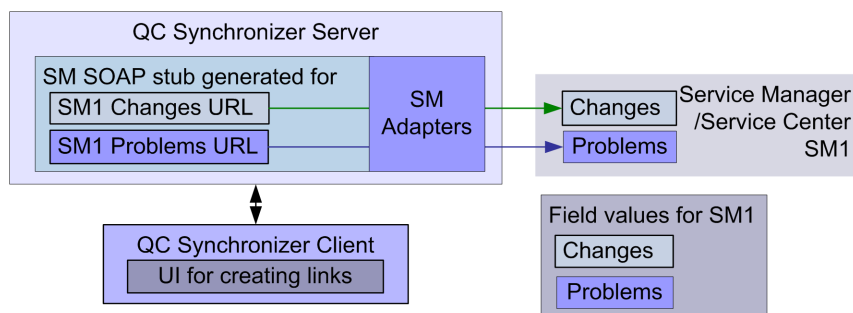 QC Synchronizer Server
SM SOAP stub generated for
SM1 Changes URL
SM1 Problems URL
SM
Adapters
Changes
Problems
Service Manager
/Service Center
SM1
QC Synchronizer Client
UI for creating links
Field values for SM1
Changes
Problems